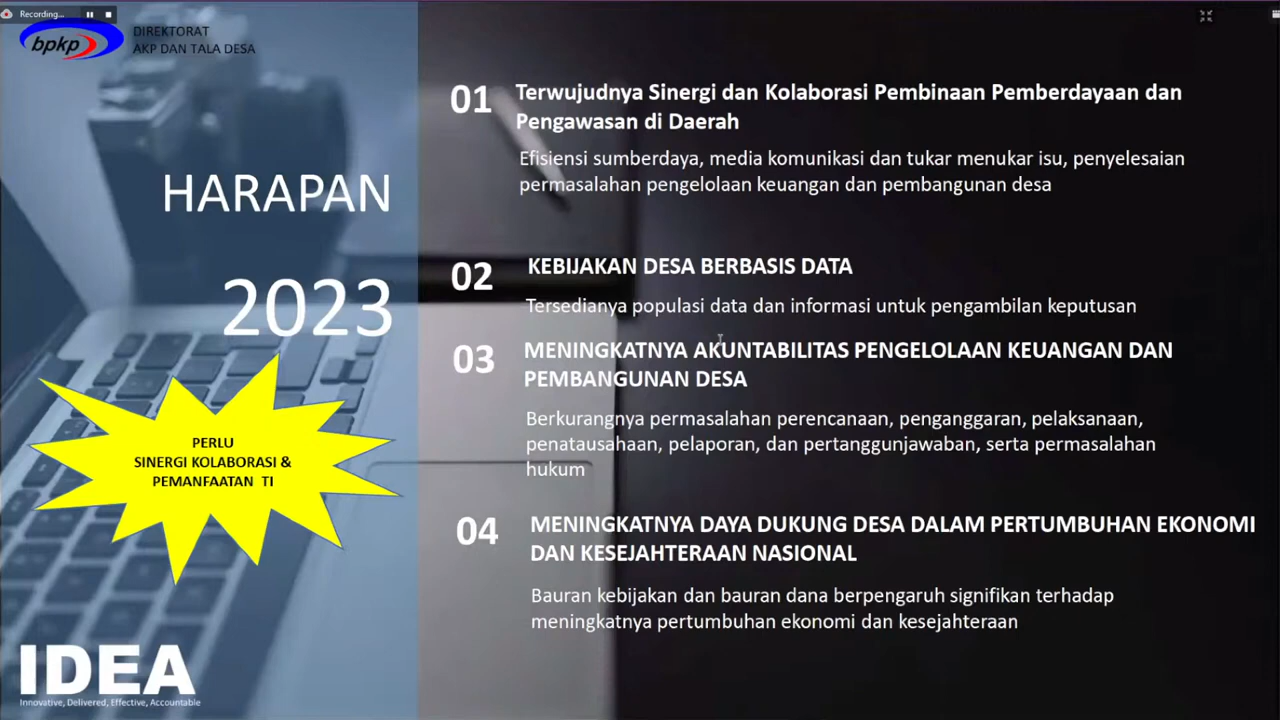 Recording...
bpkp
DIREKTORAT
AKP DAN TALA DESA
HARAPAN
2023
PERLU
SINERGI KOLABORASI &
PEMANFAATAN TI
IDEA
Innovative, Delivered, Effective, Accountable
01
Terwujudnya Sinergi dan Kolaborasi Pembinaan Pemberdayaan dan
Pengawasan di Daerah
Efisiensi sumberdaya, media komunikasi dan tukar menukar isu, penyelesaian
permasalahan pengelolaan keuangan dan pembangunan desa
02
KEBIJAKAN DESA BERBASIS DATA
Tersedianya populasi data dan informasi untuk pengambilan keputusan
03
MENINGKATNYA AKUNTABILITAS PENGELOLAAN KEUANGAN DAN
PEMBANGUNAN DESA
Berkurangnya permasalahan perencanaan, penganggaran, pelaksanaan,
penatausahaan, pelaporan, dan pertanggunjawaban, serta permasalahan
hukum
04
MENINGKATNYA DAYA DUKUNG DESA DALAM PERTUMBUHAN EKONOMI
DAN KESEJAHTERAAN NASIONAL
Bauran kebijakan dan bauran dana berpengaruh signifikan terhadap
meningkatnya pertumbuhan ekonomi dan kesejahteraan